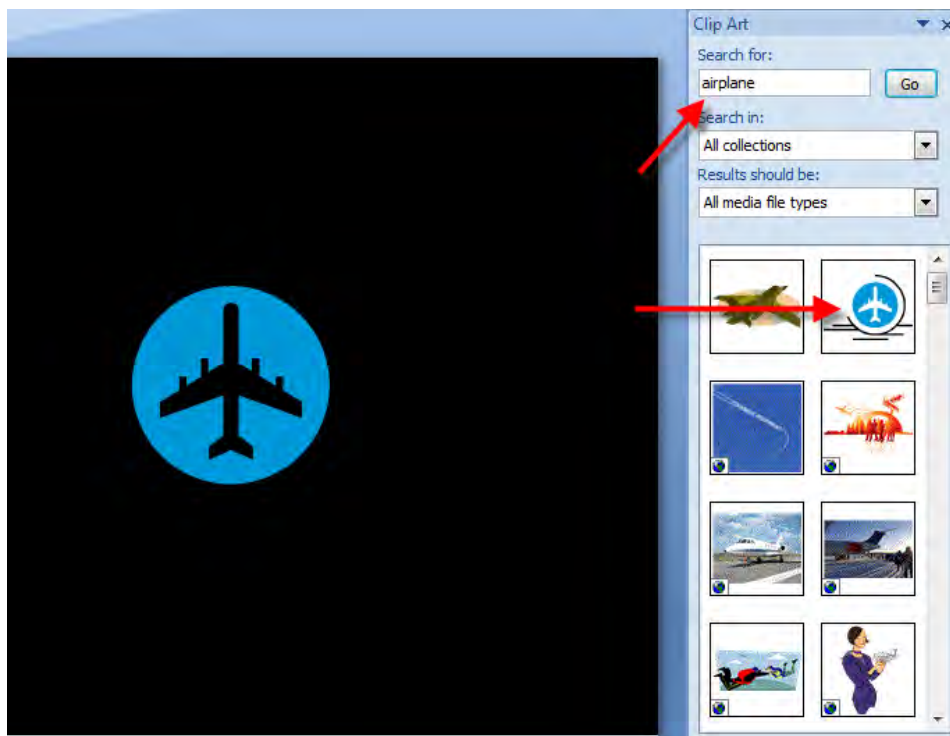 Clip Art
Search for:
airplane
Go
Search in:
All collections
Results should be:
All media file types